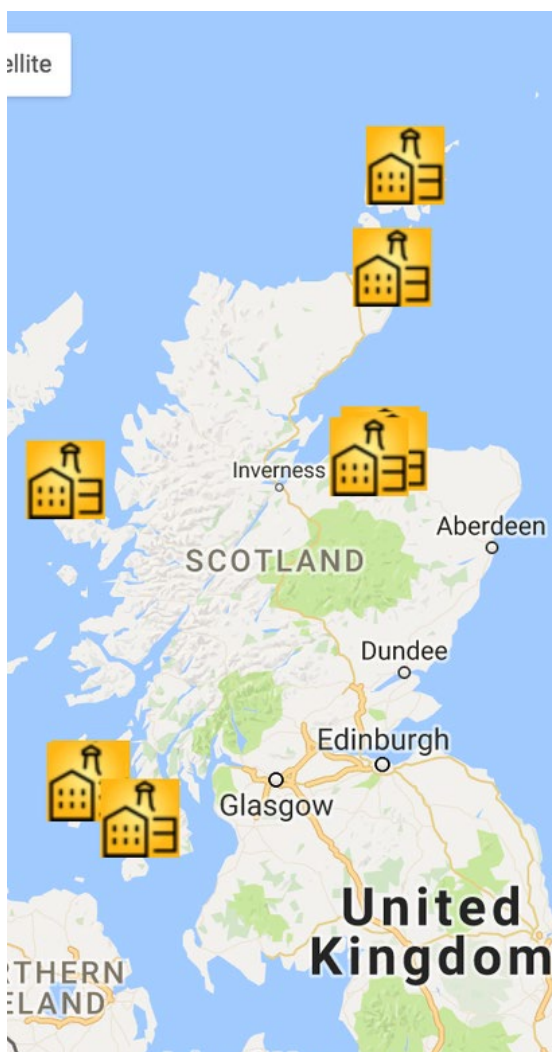 ellite
Inverness
Aberdeen
SCOTLAND
Dundee
Edinburgh
Glasgow
United
Kingdom
RTHERN
ELAND